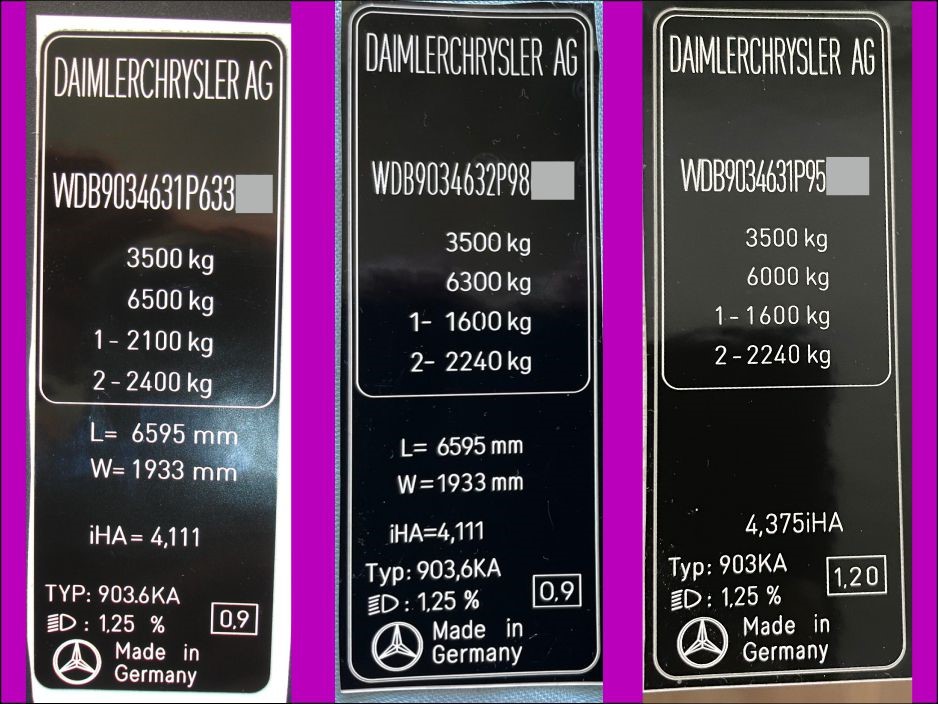 DAIMLERCHRYSLER AG
WDB9034631P633
3500 kg
6500 kg
1 - 2100 kg
2 - 2400 kg
L= 6595 mm
W= 1933 mm
iHA = 4,111
TYP: 903.6KA
: 1,25 %
0,9
Made in
Germany
DAIMLERCHRYSLER AG
WDB9034632P98
3500 kg
6300 kg
1- 1600 kg
2- 2240 kg
L= 6595 mm
W =1933 mm
iHA=4,111
Typ: 903,6KA
: 1,25 %
0.9
Made in
Germany
DAIMLERCHRYSLER AG
WDB9034631P95
3500 kg
6000 kg
1 - 1600 kg
2 - 2240 kg
4,375iHA
Typ: 903KA
1,20
: 1,25 %
Made in
Germany